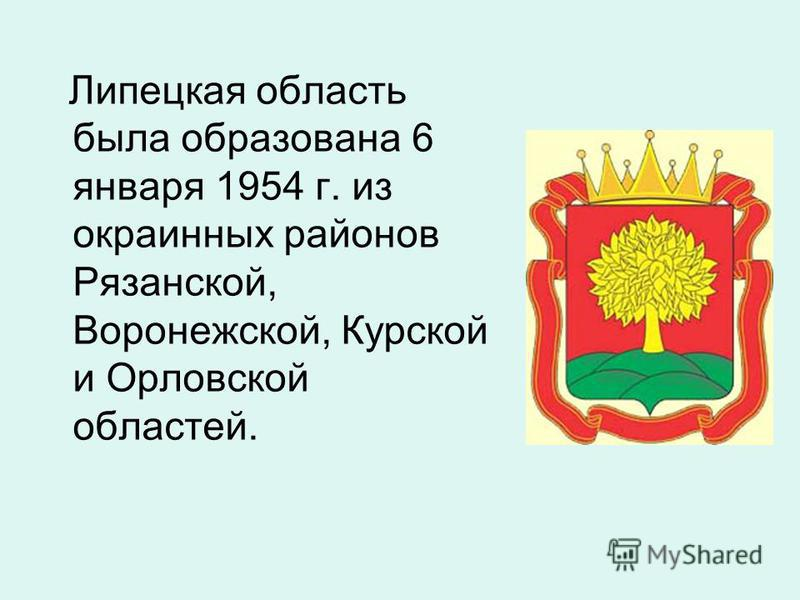 Липецкая область
была образована 6
января 1954 г. из
окраинных районов
Рязанской,
Воронежской, Курской
и Орловской
областей.
MyShared